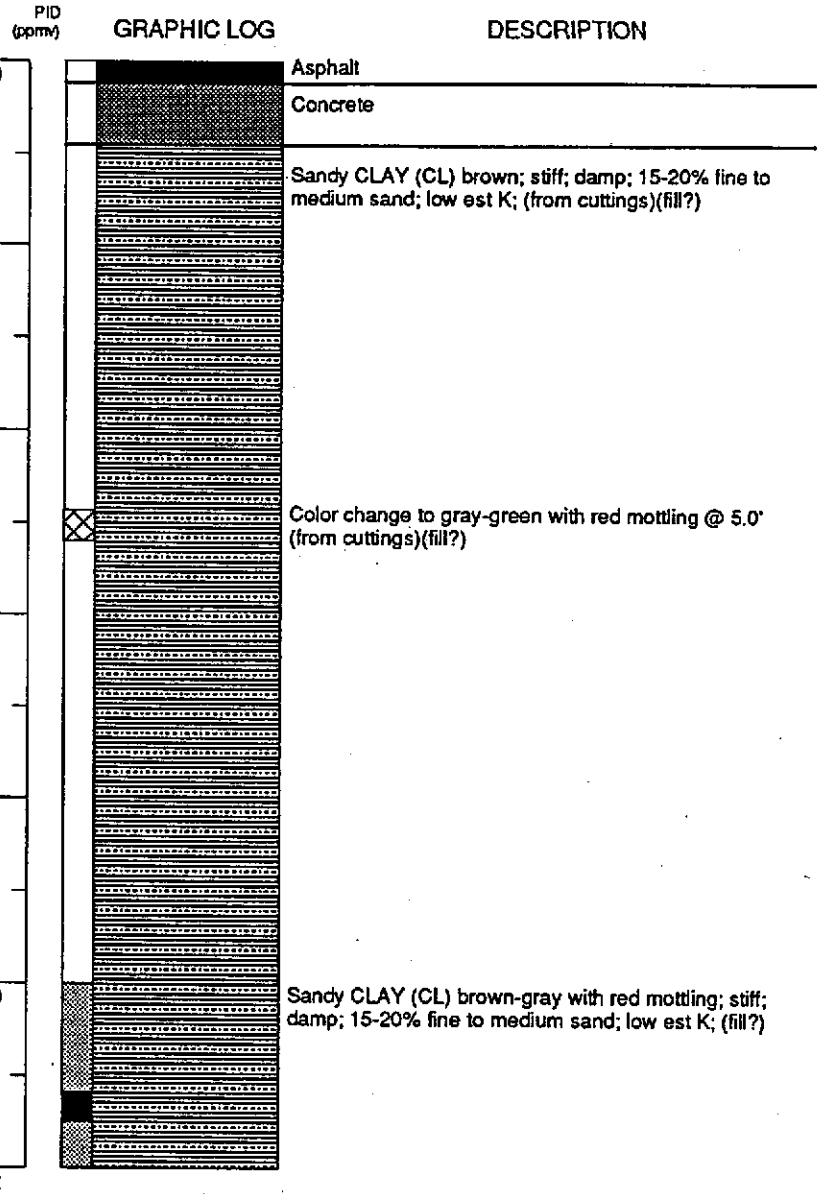 PID
(ppmv)
GRAPHIC LOG
DESCRIPTION
Asphalt
Concrete
Sandy CLAY (CL) brown; stiff; damp; 15-20% fine to
medium sand; low est K; (from cuttings)(fill?)
Color change to gray-green with red mottling @ 5.0'
(from cuttings)(fill?)
Sandy CLAY (CL) brown-gray with red mottling; stiff;
damp; 15-20% fine to medium sand; low est K; (fill?)